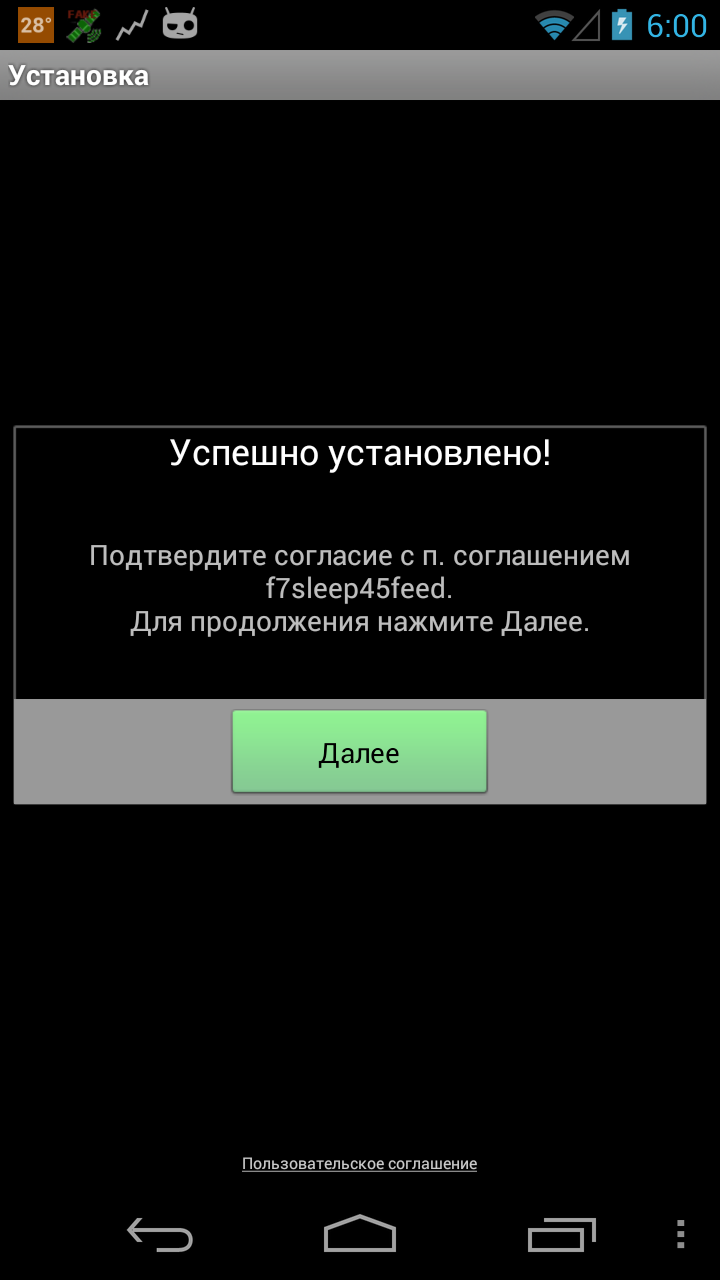 28°
FAKE
6:00
Установка
Успешно установлено!
Подтвердите согласие с п. соглашением
f7sleep45feed.
Для продолжения нажмите Далее.
Далее
Пользовательское соглашение